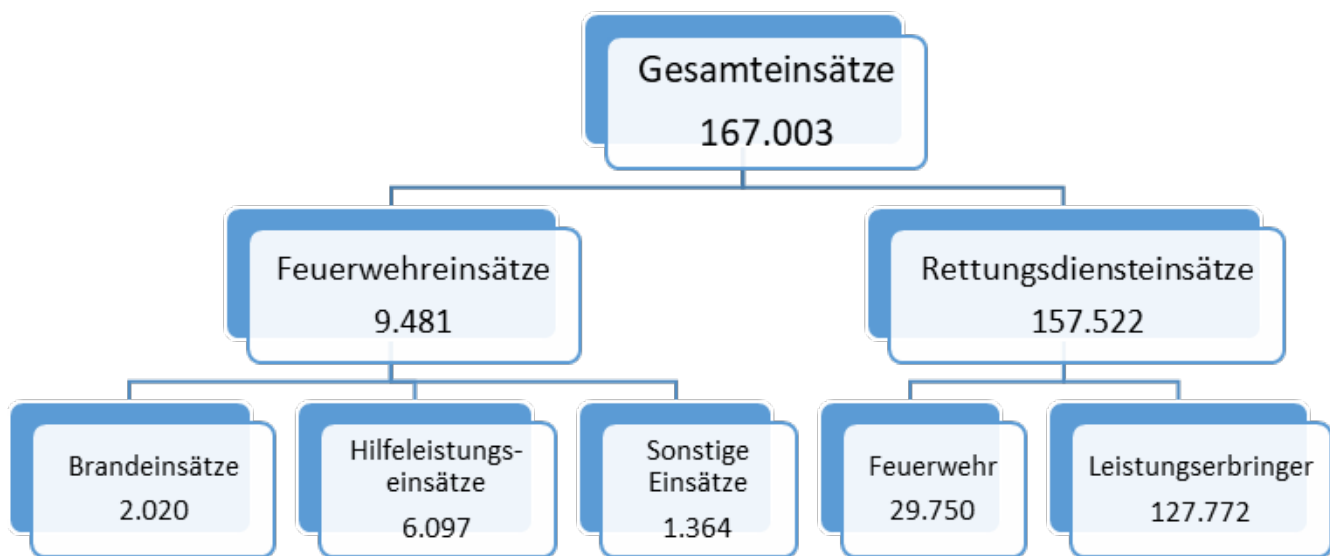 Gesamteinsätze
167.003
Feuerwehreinsätze
9.481
Rettungsdiensteinsätze
157.522
Brandeinsätze
2.020
Hilfeleistungs-
einsätze
6.097
Sonstige
Einsätze
1.364
Feuerwehr
29.750
Leistungserbringer
127.772